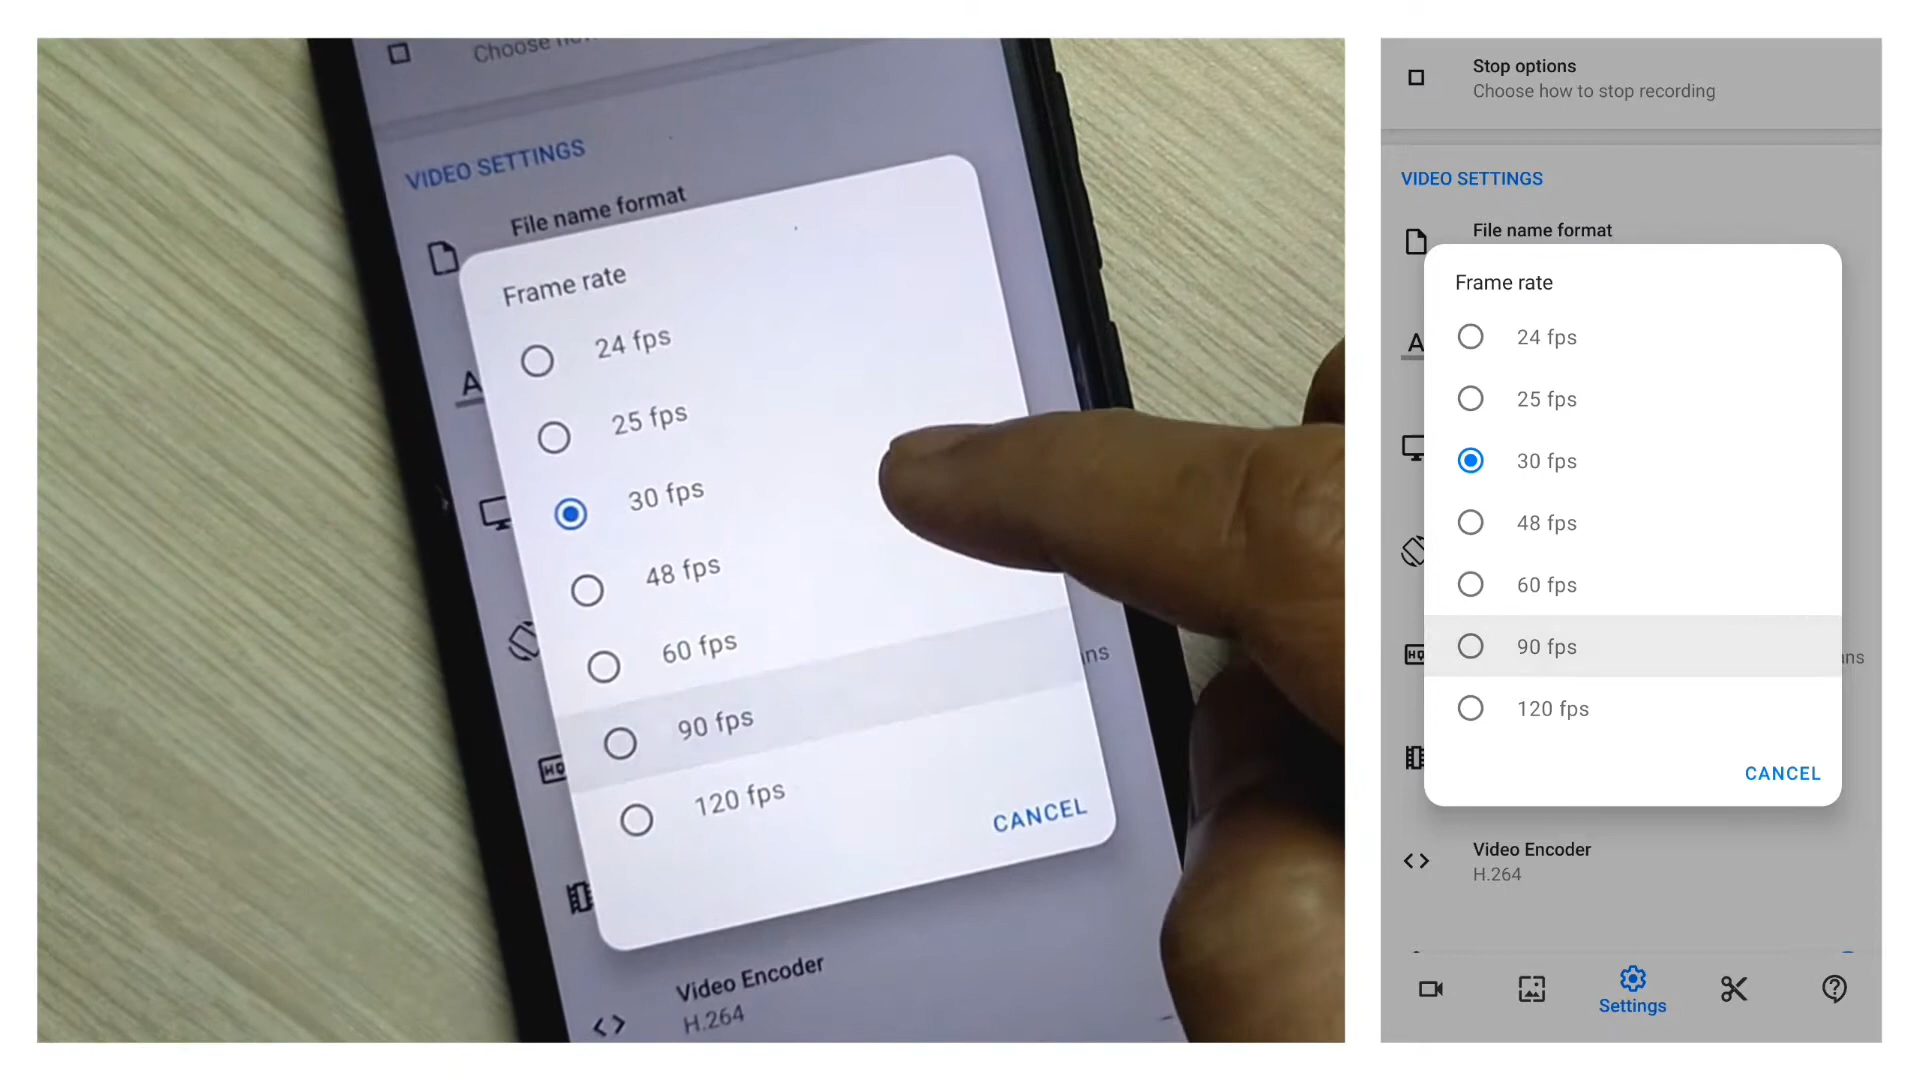 Choose
VIDEO SETTINGS
File name format
Frame rate
24 fps
25 fps
30 fps
48 fps
60 fps
90 fps
120 fps
CANCEL
Video Encoder
H.264
HQ
Stop options
Choose how to stop recording
VIDEO SETTINGS
File name format
Frame rate
24 fps
25 fps
30 fps
48 fps
60 fps
90 fps
120 fps
CANCEL
HQ
Video Encoder
H.264
Settings